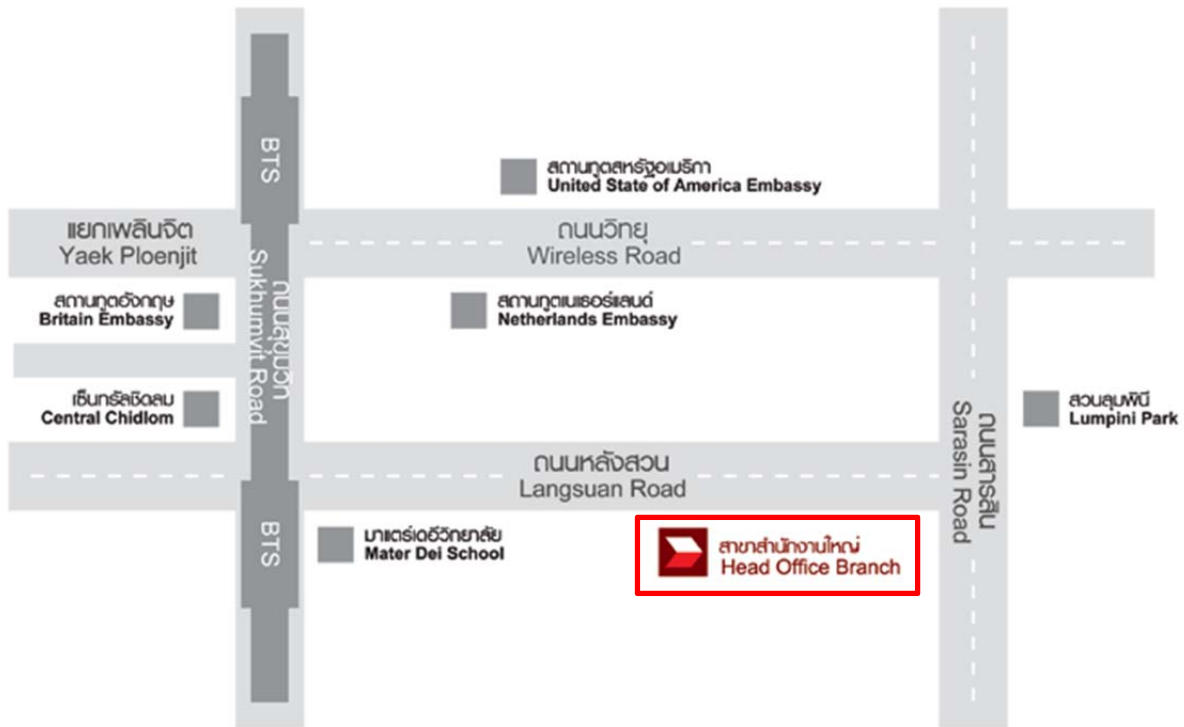 BTS
สถานทูตสหรัฐอเมริกา
United State of America Embassy
แยกเพลินจิต
Yaek Ploenjit
ถนนวิทยุ
Wireless Road
ถนนสุขุมวิท
Sukhumvit Road
สถานทูตอังกฤษ
Britain Embassy
สถานทูตเนเธอร์แลนด์
Netherlands Embassy
เซ็นทรัลชิดลม
Central Chidlom
สวนลุมพินี
Lumpini Park
ถนนหลังสวน
Langsuan Road
ถนนสารสิน
Sarasin Road
BTS
มาแตร์เดอีวิทยาลัย
Mater Dei School
สาขาสำนักงานใหญ่
Head Office Branch